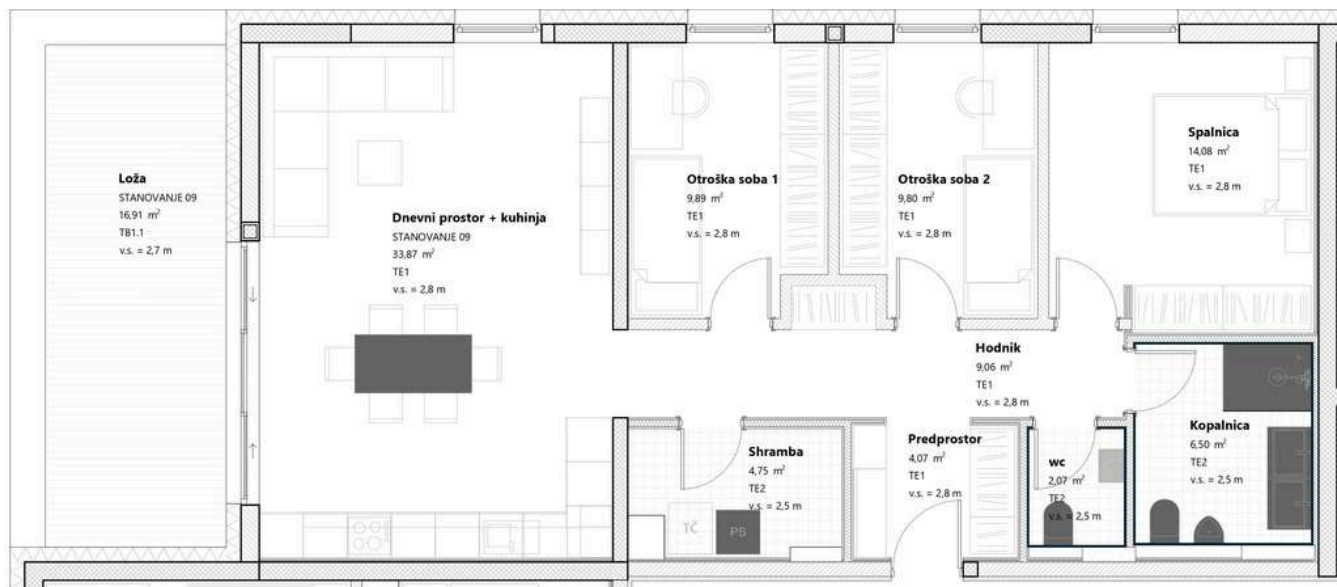 Loža
STANOVANJE 09
16,91 m²
TB1.1
v.s. = 2,7 m
Dnevni prostor + kuhinja
STANOVANJE 09
33,87 m²
TE1
v.s. = 2,8 m
Otroška soba 1
9,89 m²
TE1
v.s. = 2,8 m
Otroška soba 2
9,80 m²
TE1
v.s. = 2,8 m
Spalnica
14,08 m²
TE1
v.s. = 2,8 m
Hodnik
9,06 m²
TE1
v.s. = 2,8 m
Shramba
4,75 m²
TE2
v.s. = 2,5 m
TČ
PS
Predprostor
4,07 m²
TE1
v.s. = 2,8 m
wc
2,07 m²
TE2
v.s. = 2,5 m
Kopalnica
6,50 m²
TE2
v.s. = 2,5 m